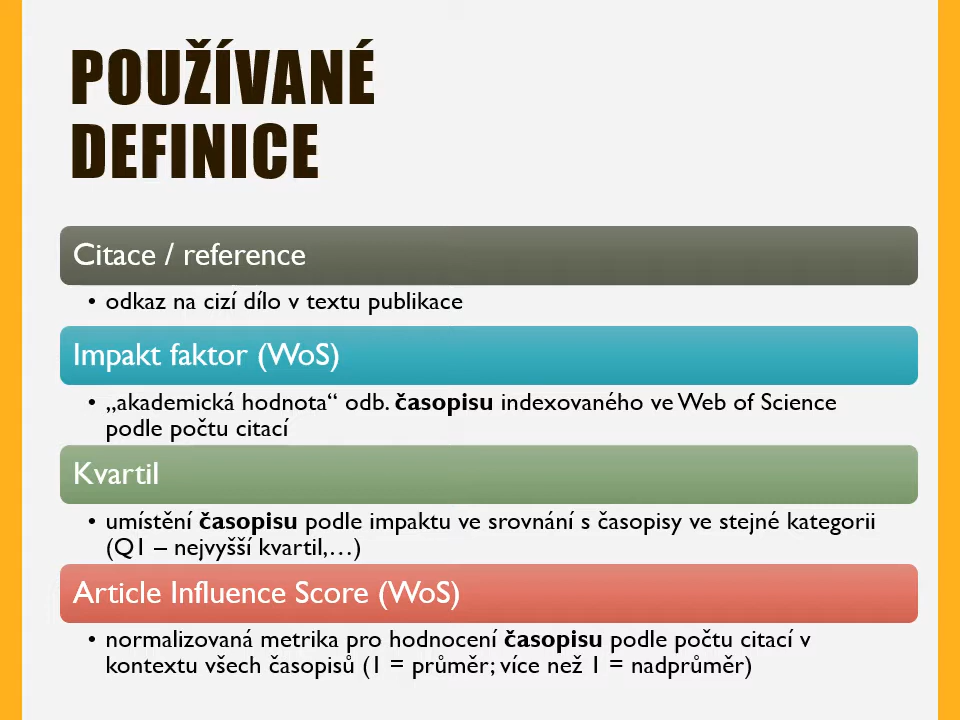 POUŽÍVANÉ
DEFINICE
Citace / reference
• odkaz na cizí dílo v textu publikace
Impakt faktor (WoS)
• „akademická hodnota“ odb. časopisu indexovaného ve Web of Science
podle počtu citací
Kvartil
• umístění časopisu podle impaktu ve srovnání s časopisy ve stejné kategorii
(Q1 – nejvyšší kvartil,…)
Article Influence Score (WoS)
• normalizovaná metrika pro hodnocení časopisu podle počtu citací v
kontextu všech časopisů (1 = průměr; více než 1 = nadprůměr)